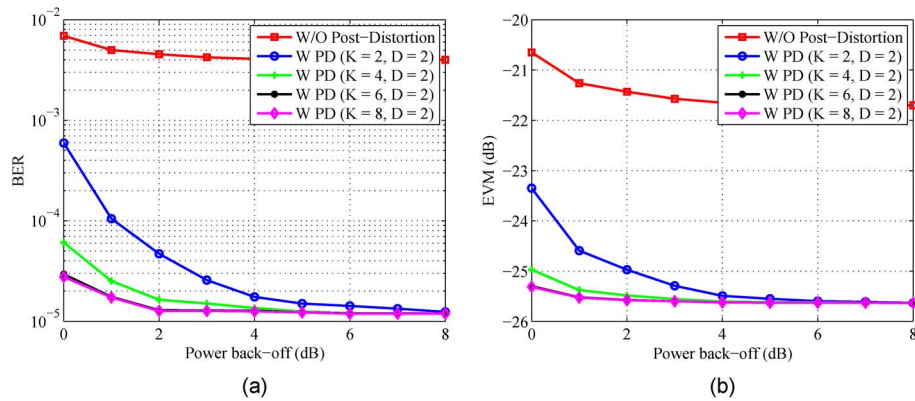 10^-2
10^-3
10^-4
10^-5
BER
W/O Post-Distortion
W PD (K = 2, D = 2)
W PD (K = 4, D = 2)
W PD (K = 6, D = 2)
W PD (K = 8, D = 2)
0 2 4 6 8
Power back-off (dB)
(a)
-20
-21
-22
-23
-24
-25
-26
EVM (dB)
W/O Post-Distortion
W PD (K = 2, D = 2)
W PD (K = 4, D = 2)
W PD (K = 6, D = 2)
W PD (K = 8, D = 2)
0 2 4 6 8
Power back-off (dB)
(b)